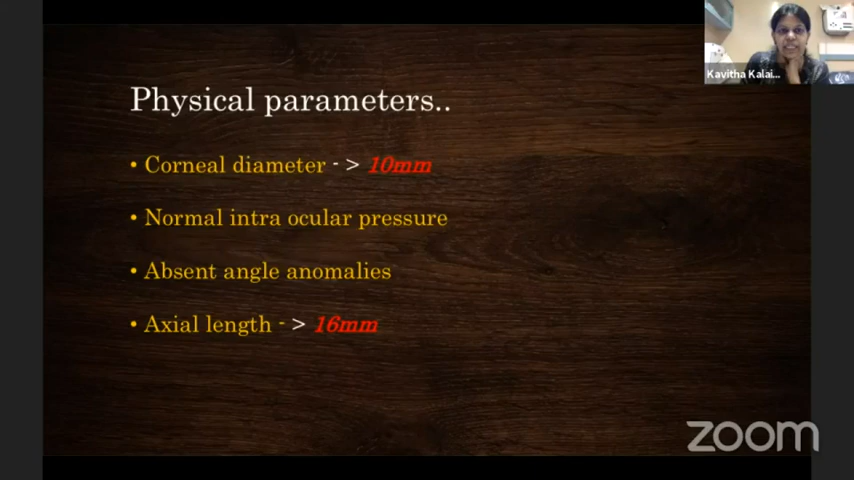 Physical parameters..
• Corneal diameter - > 10mm
• Normal intra ocular pressure
• Absent angle anomalies
• Axial length - > 16mm
Kavitha Kalai...
zoom